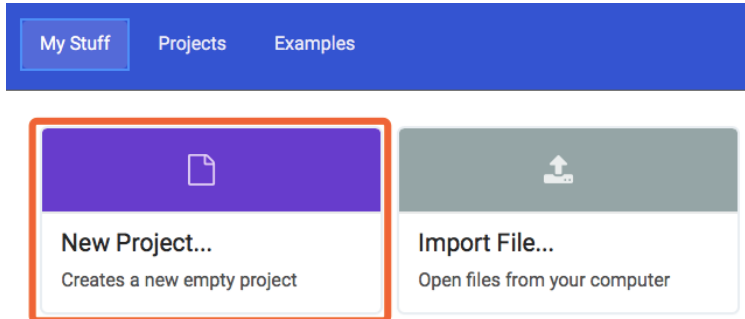 My Stuff Projects Examples
New Project...
Creates a new empty project
Import File...
Open files from your computer